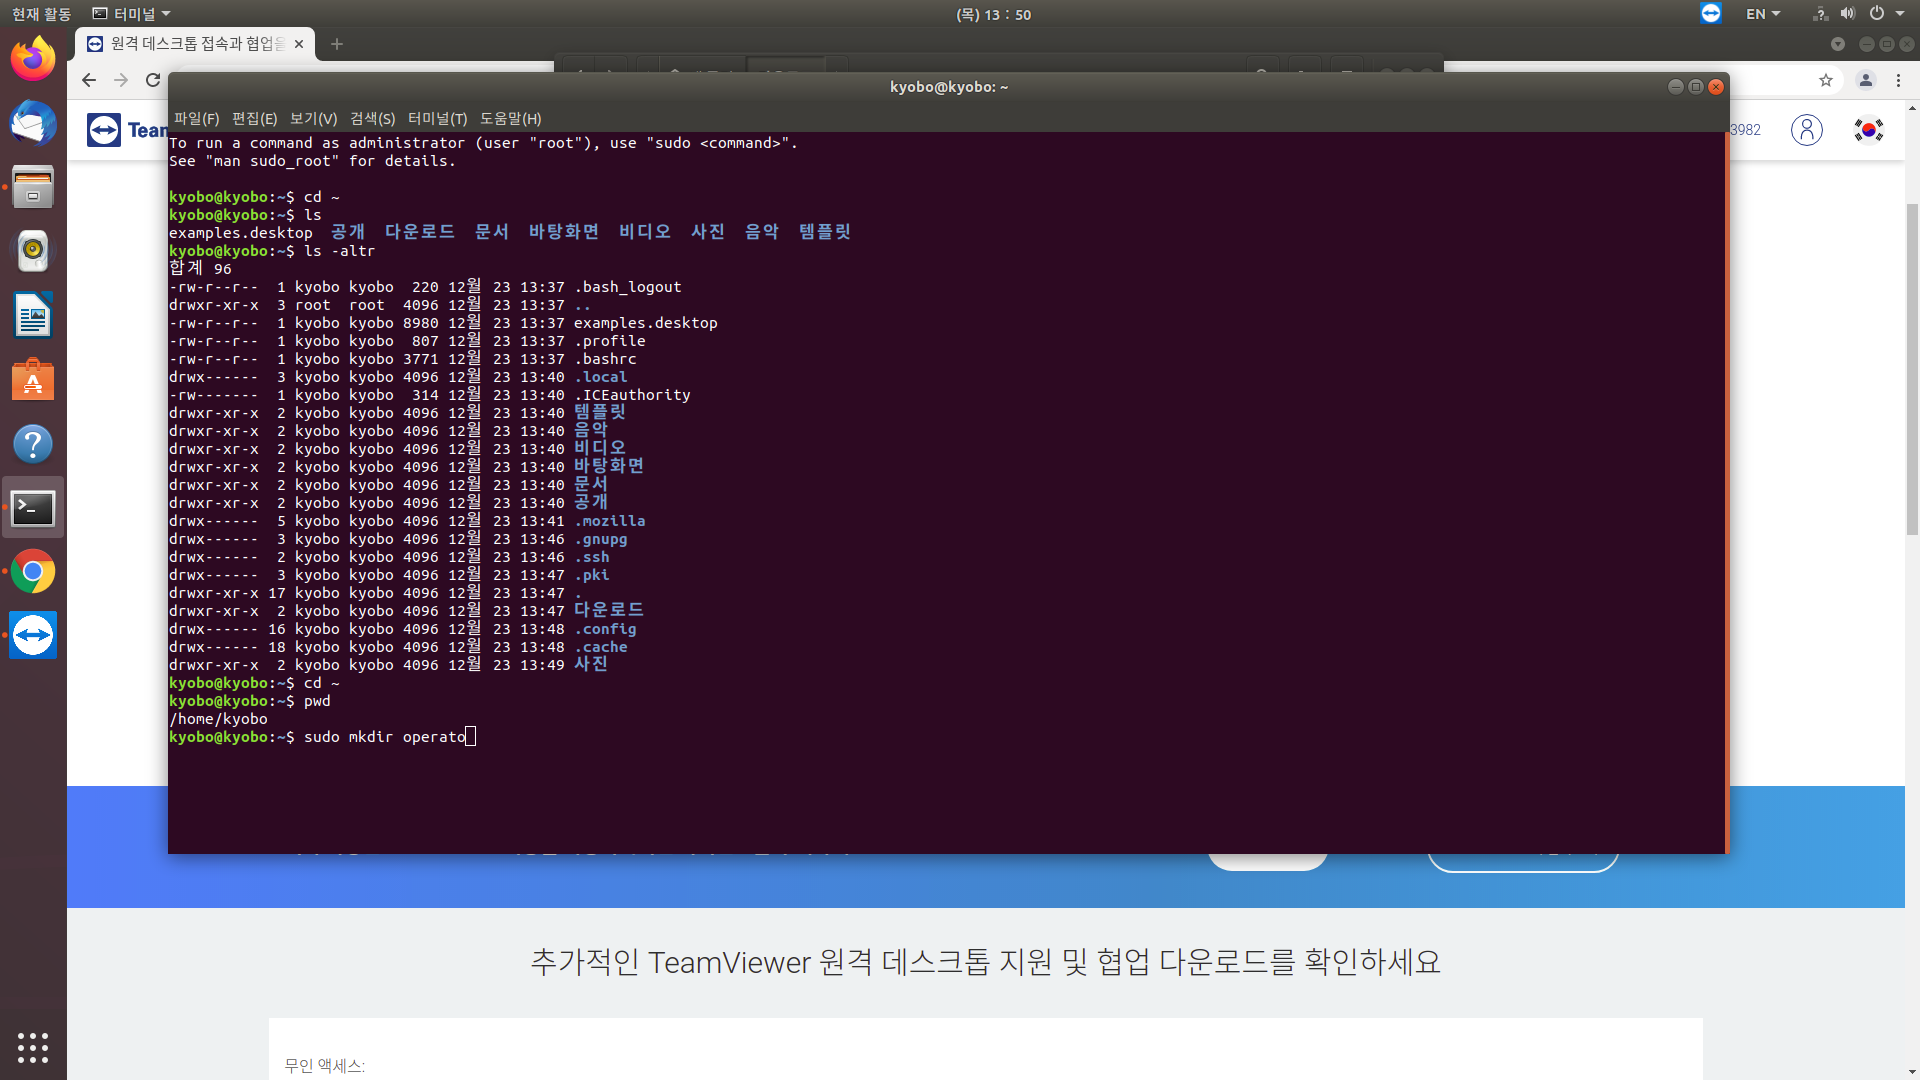 현재 활동
터미널
(목) 13 : 50
EN
원격 데스크톱 접속과 협업을
kyobo@kyobo: ~
파일(F) 편집(E) 보기(V) 검색(S) 터미널(T) 도움말(H)
Team
3982
To run a command as administrator (user "root"), use "sudo <command>".
See "man sudo_root" for details.
kyobo@kyobo:~$ cd ~
kyobo@kyobo:~$ ls
examples.desktop 공개 다운로드 문서 바탕화면 비디오 사진 음악 템플릿
kyobo@kyobo:~$ ls -altr
합계 96
-rw-r--r-- 1 kyobo kyobo 220 12월 23 13:37 .bash_logout
drwxr-xr-x 3 root root 4096 12월 23 13:37 ..
-rw-r--r-- 1 kyobo kyobo 8980 12월 23 13:37 examples.desktop
-rw-r--r-- 1 kyobo kyobo 807 12월 23 13:37 .profile
-rw-r--r-- 1 kyobo kyobo 3771 12월 23 13:37 .bashrc
drwx------ 3 kyobo kyobo 4096 12월 23 13:40 .local
-rw------- 1 kyobo kyobo 314 12월 23 13:40 .ICEauthority
drwxr-xr-x 2 kyobo kyobo 4096 12월 23 13:40 템플릿
drwxr-xr-x 2 kyobo kyobo 4096 12월 23 13:40 음악
drwxr-xr-x 2 kyobo kyobo 4096 12월 23 13:40 비디오
drwxr-xr-x 2 kyobo kyobo 4096 12월 23 13:40 바탕화면
drwxr-xr-x 2 kyobo kyobo 4096 12월 23 13:40 문서
drwxr-xr-x 2 kyobo kyobo 4096 12월 23 13:40 공개
drwx------ 5 kyobo kyobo 4096 12월 23 13:41 .mozilla
drwx------ 3 kyobo kyobo 4096 12월 23 13:46 .gnupg
drwx------ 2 kyobo kyobo 4096 12월 23 13:46 .ssh
drwx------ 3 kyobo kyobo 4096 12월 23 13:47 .pki
drwxr-xr-x 17 kyobo kyobo 4096 12월 23 13:47 .
drwxr-xr-x 2 kyobo kyobo 4096 12월 23 13:47 다운로드
drwx------ 16 kyobo kyobo 4096 12월 23 13:48 .config
drwx------ 18 kyobo kyobo 4096 12월 23 13:48 .cache
drwxr-xr-x 2 kyobo kyobo 4096 12월 23 13:49 사진
kyobo@kyobo:~$ cd ~
kyobo@kyobo:~$ pwd
/home/kyobo
kyobo@kyobo:~$ sudo mkdir operato
추가적인 TeamViewer 원격 데스크톱 지원 및 협업 다운로드를 확인하세요
무인 액세스: